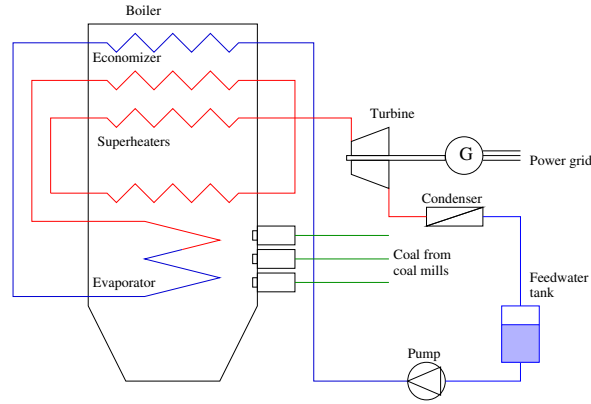 Boiler
Economizer
Superheaters
Turbine
G
Power grid
Condenser
Evaporator
Coal from
coal mills
Feedwater
tank
Pump